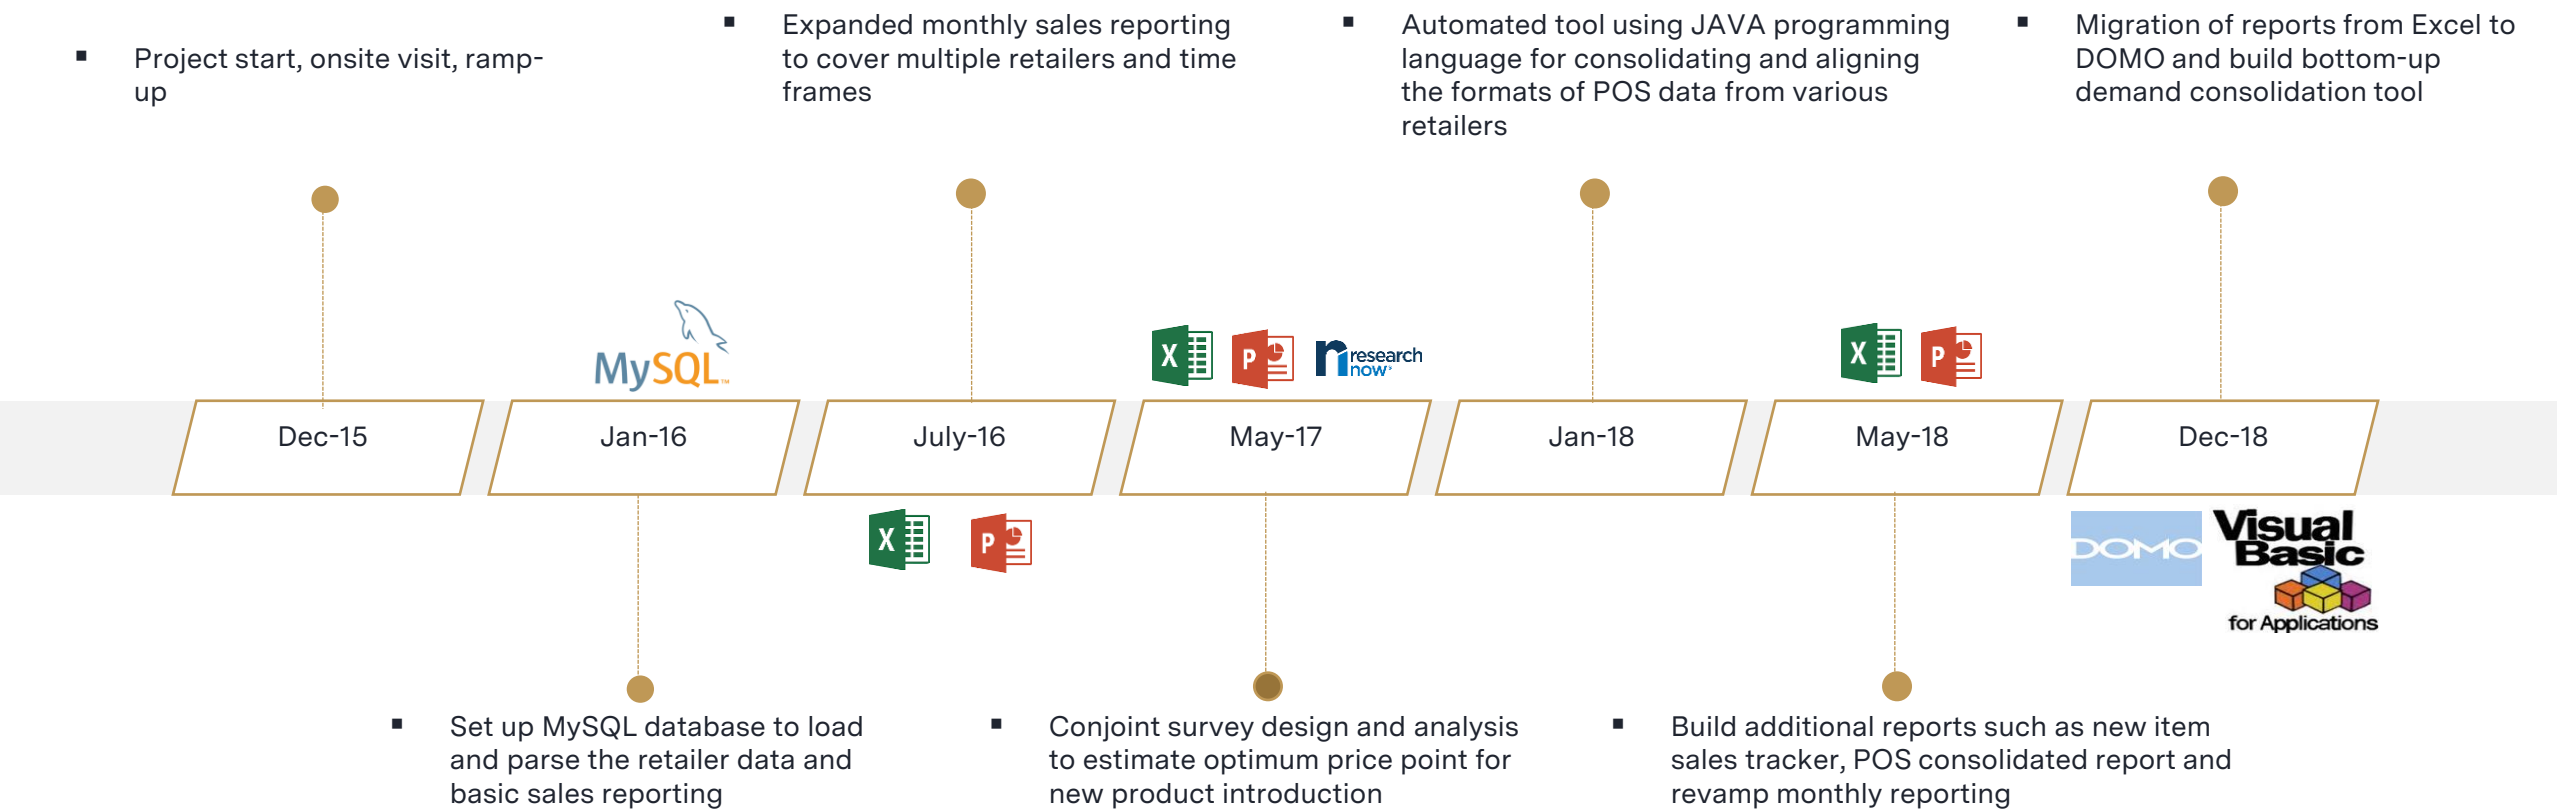 ▪ Project start, onsite visit, ramp-
up
▪ Expanded monthly sales reporting
to cover multiple retailers and time
frames
▪ Automated tool using JAVA programming
language for consolidating and aligning
the formats of POS data from various
retailers
▪ Migration of reports from Excel to
DOMO and build bottom-up
demand consolidation tool
MySQL™
X
P
research
now®
X
P
Dec-15
Jan-16
July-16
May-17
Jan-18
May-18
Dec-18
X
P
DOMO
Visual
Basic
for Applications
▪ Set up MySQL database to load
and parse the retailer data and
basic sales reporting
▪ Conjoint survey design and analysis
to estimate optimum price point for
new product introduction
▪ Build additional reports such as new item
sales tracker, POS consolidated report and
revamp monthly reporting